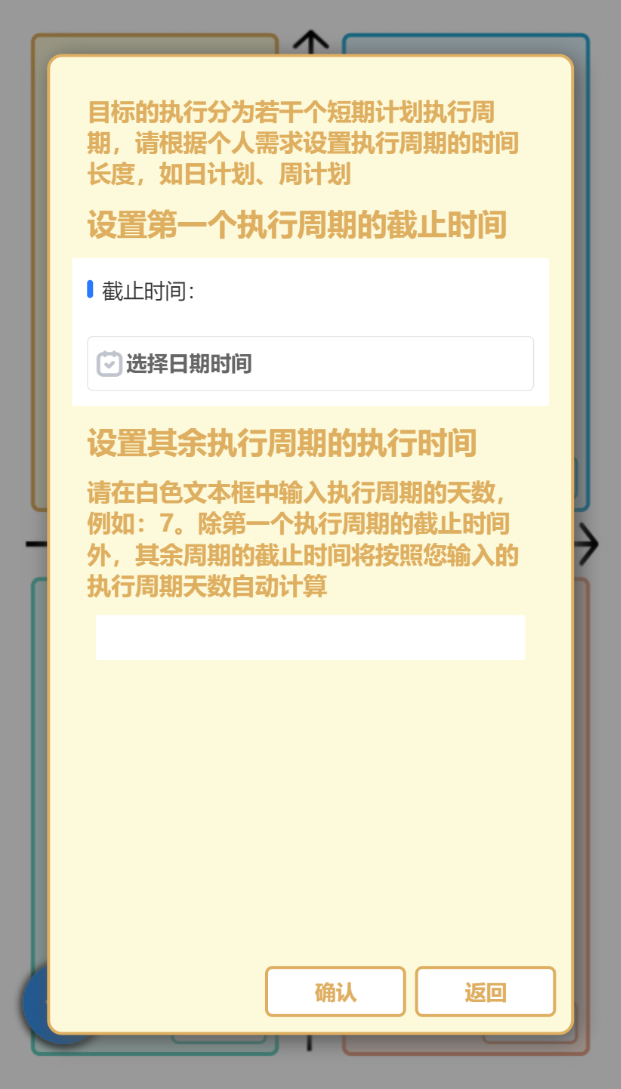 目标的执行分为若干个短期计划执行周
期，请根据个人需求设置执行周期的时间
长度，如日计划、周计划
设置第一个执行周期的截止时间
截止时间：
选择日期时间
设置其余执行周期的执行时间
请在白色文本框中输入执行周期的天数，
例如：7。除第一个执行周期的截止时间
外，其余周期的截止时间将按照您输入的
执行周期天数自动计算
确认
返回